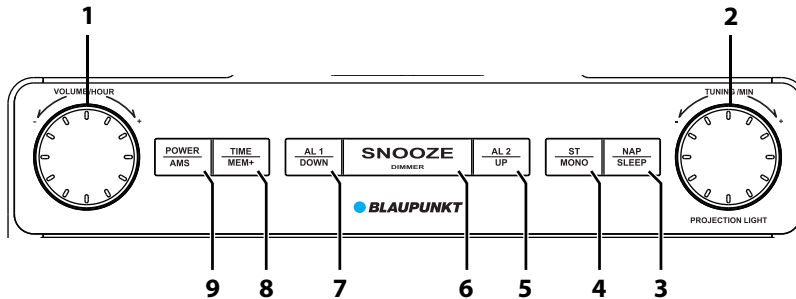 1
2
VOLUME/HOUR
- +
TUNING /MIN
- +
POWER
AMS
TIME
MEM+
AL 1
DOWN
SNOOZE
DIMMER
AL 2
UP
ST
MONO
NAP
SLEEP
BLAUPUNKT
PROJECTION LIGHT
9
8
7
6
5
4
3